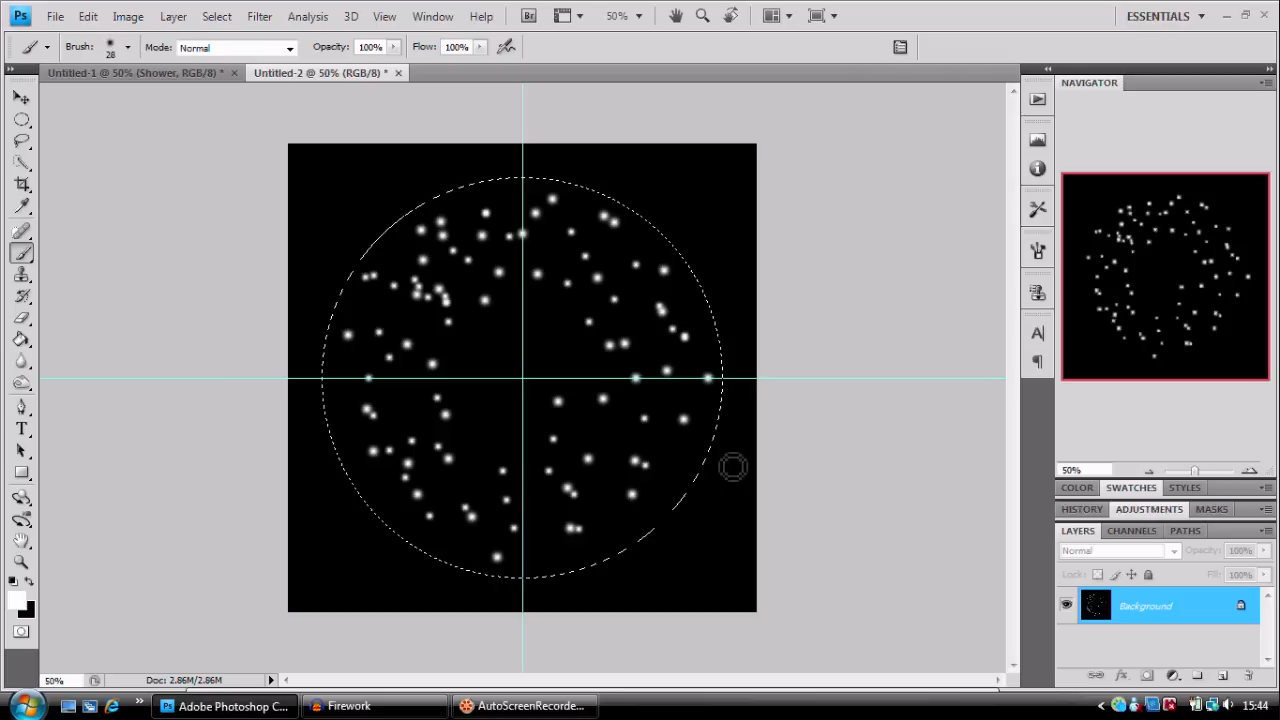 Ps File Edit Image Layer Select Filter Analysis 3D View Window Help Br 50% ESSENTIALS
Brush: 28 Mode: Normal Opacity: 100% Flow: 100%
Untitled-1 @ 50% (Shower, RGB/8) * × Untitled-2 @ 50% (RGB/8) * ×
NAVIGATOR
50%
COLOR SWATCHES STYLES
HISTORY ADJUSTMENTS MASKS
LAYERS CHANNELS PATHS
Normal Opacity: 100%
Lock: Fill: 100%
Background
50% Doc: 2.86M/2.86M
Ps Adobe Photoshop C... Firework AutoScreenRecorde... 15:44